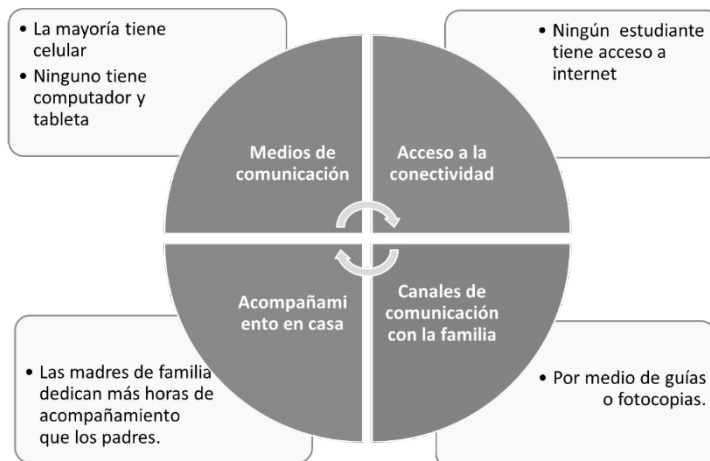 • La mayoría tiene
celular
• Ninguno tiene
computador y
tableta
• Ningún estudiante
tiene acceso a
internet
Medios de
comunicación
Acceso a la
conectividad
Acompañami
ento en casa
Canales de
comunicación
con la familia
• Las madres de familia
dedican más horas de
acompañamiento
que los padres.
• Por medio de guías
o fotocopias.